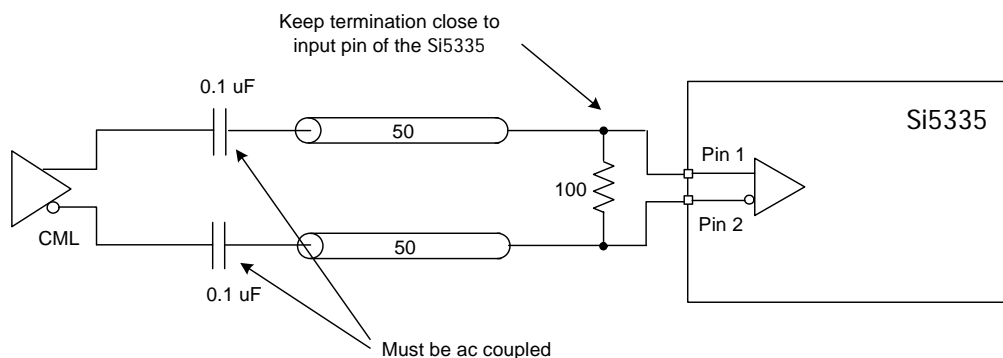 Keep termination close to
input pin of the Si5335
0.1 uF
50
Si5335
Pin 1
100
Pin 2
CML
50
0.1 uF
Must be ac coupled